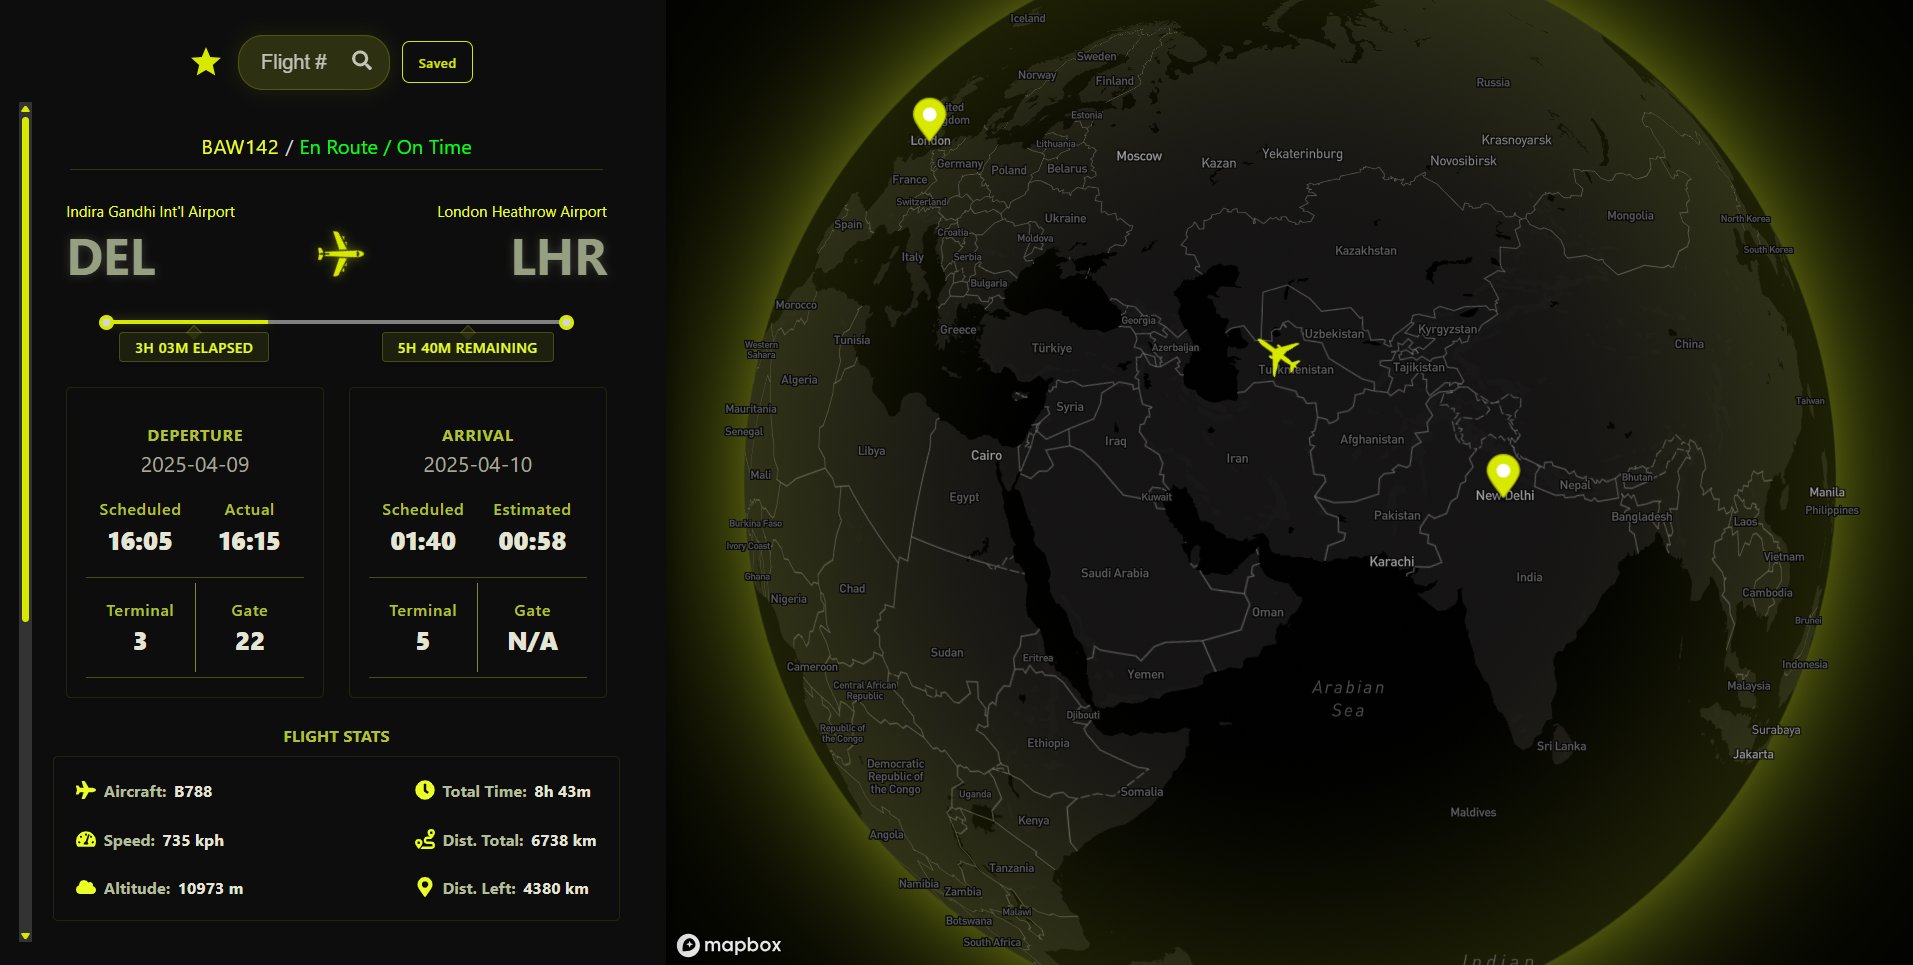 Flight #
Saved
BAW142 / En Route / On Time
Indira Gandhi Int'l Airport
London Heathrow Airport
DEL
LHR
3H 03M ELAPSED
5H 40M REMAINING
DEPERTURE
2025-04-09
Scheduled
Actual
16:05
16:15
Terminal
Gate
3
22
ARRIVAL
2025-04-10
Scheduled
Estimated
01:40
00:58
Terminal
Gate
5
N/A
FLIGHT STATS
Aircraft: B788
Total Time: 8h 43m
Speed: 735 kph
Dist. Total: 6738 km
Altitude: 10973 m
Dist. Left: 4380 km
Iceland
Sweden
Norway
Finland
Russia
London
Estonia
Lithuania
Krasnoyarsk
Moscow
Kazan
Yekaterinburg
Novosibirsk
Germany
Poland
Belarus
France
Switzerland
Ukraine
Mongolia
North Korea
Spain
Croatia
Moldova
South Korea
Italy
Serbia
Kazakhstan
Bulgaria
Morocco
Georgia
Greece
Uzbekistan
Kyrgyzstan
Tunisia
Türkiye
Azerbaijan
China
Western
Sahara
Turkmenistan
Tajikistan
Algeria
Mauritania
Syria
Taiwan
Senegal
Iraq
Afghanistan
Libya
Cairo
Iran
Mali
Nepal
Bhutan
Egypt
Kuwait
New Delhi
Manila
Philippines
Burkina Faso
Pakistan
Bangladesh
Laos
Ivory Coast
Vietnam
Karachi
Ghana
Saudi Arabia
India
Chad
Nigeria
Cambodia
Oman
Brunei
Sudan
Eritrea
Cameroon
Indonesia
Yemen
Central African
Republic
Arabian
Sea
Malaysia
Djibouti
Republic of
the Congo
Ethiopia
Surabaya
Sri Lanka
Jakarta
Democratic
Republic of
the Congo
Uganda
Somalia
Kenya
Maldives
Angola
Tanzania
Namibia
Zambia
Malawi
Botswana
South Africa
mapbox
Indian